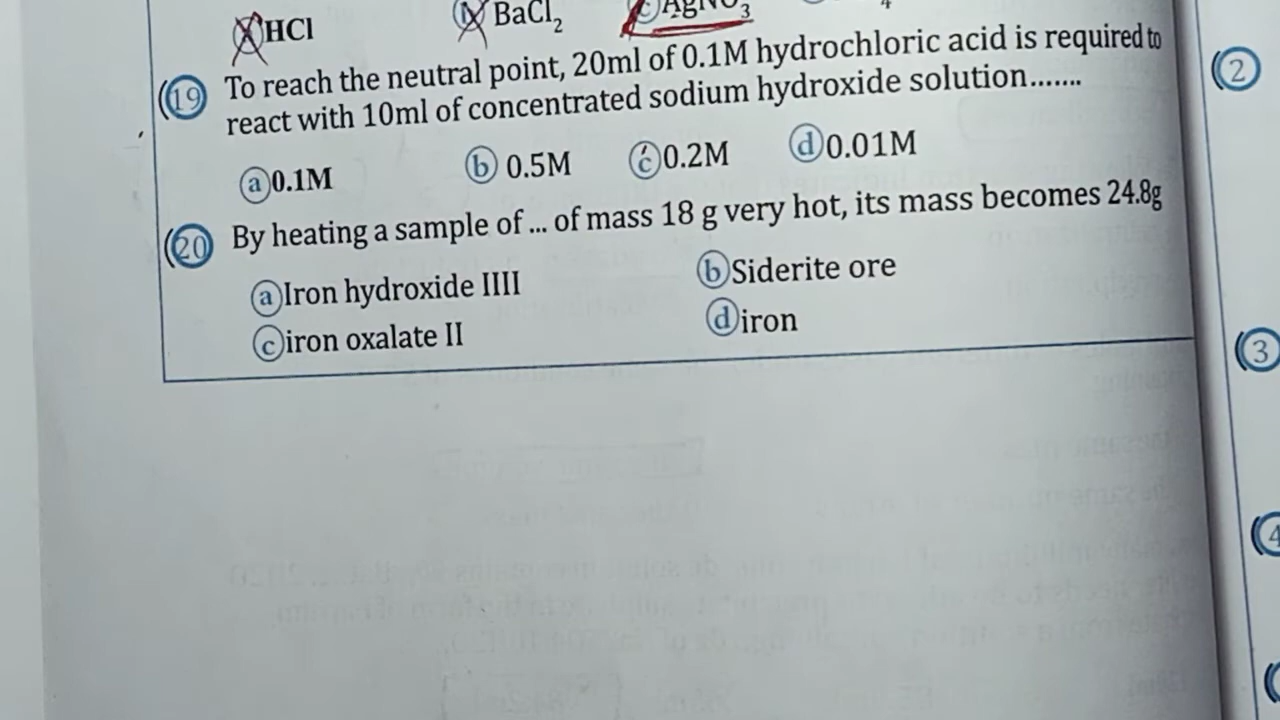 HCl BaCl₂ c AgNO₃ 4
(19) To reach the neutral point, 20ml of 0.1M hydrochloric acid is required to
react with 10ml of concentrated sodium hydroxide solution.......
a 0.1M b 0.5M c 0.2M d 0.01M
(20) By heating a sample of ... of mass 18 g very hot, its mass becomes 24.8g
a Iron hydroxide IIII b Siderite ore
c iron oxalate II d iron
(2
(3
(4